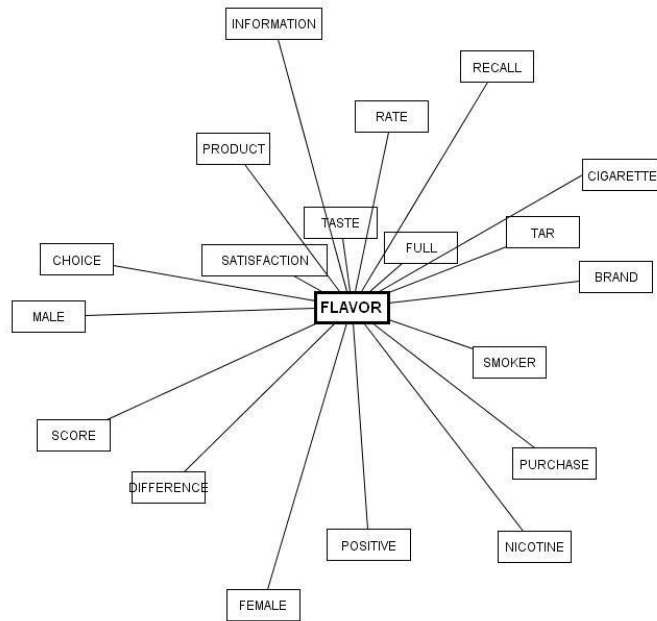 INFORMATION
RECALL
RATE
PRODUCT
CIGARETTE
TASTE
TAR
FULL
CHOICE
SATISFACTION
BRAND
FLAVOR
MALE
SMOKER
SCORE
PURCHASE
DIFFERENCE
POSITIVE
NICOTINE
FEMALE